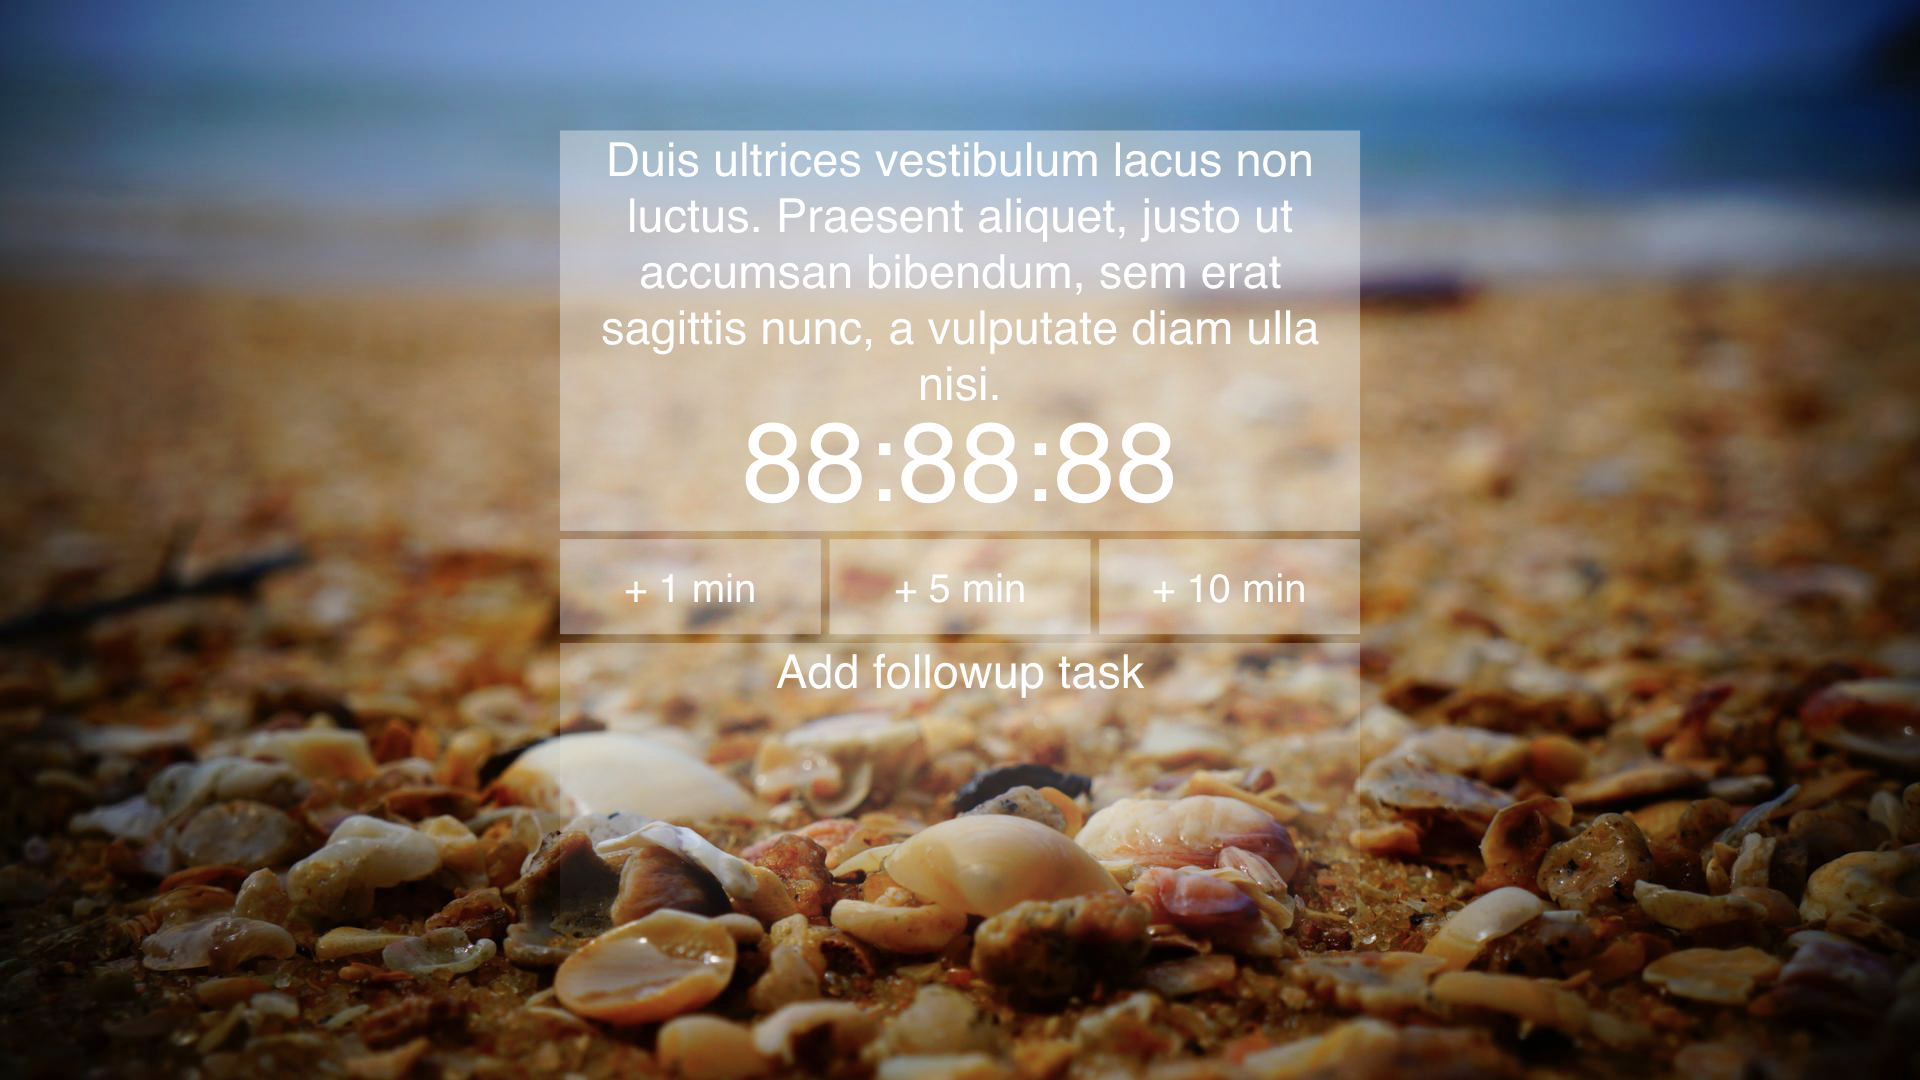 Duis ultrices vestibulum lacus non
luctus. Praesent aliquet, justo ut
accumsan bibendum, sem erat
sagittis nunc, a vulputate diam ulla
nisi.
88:88:88
+ 1 min
+ 5 min
+ 10 min
Add followup task